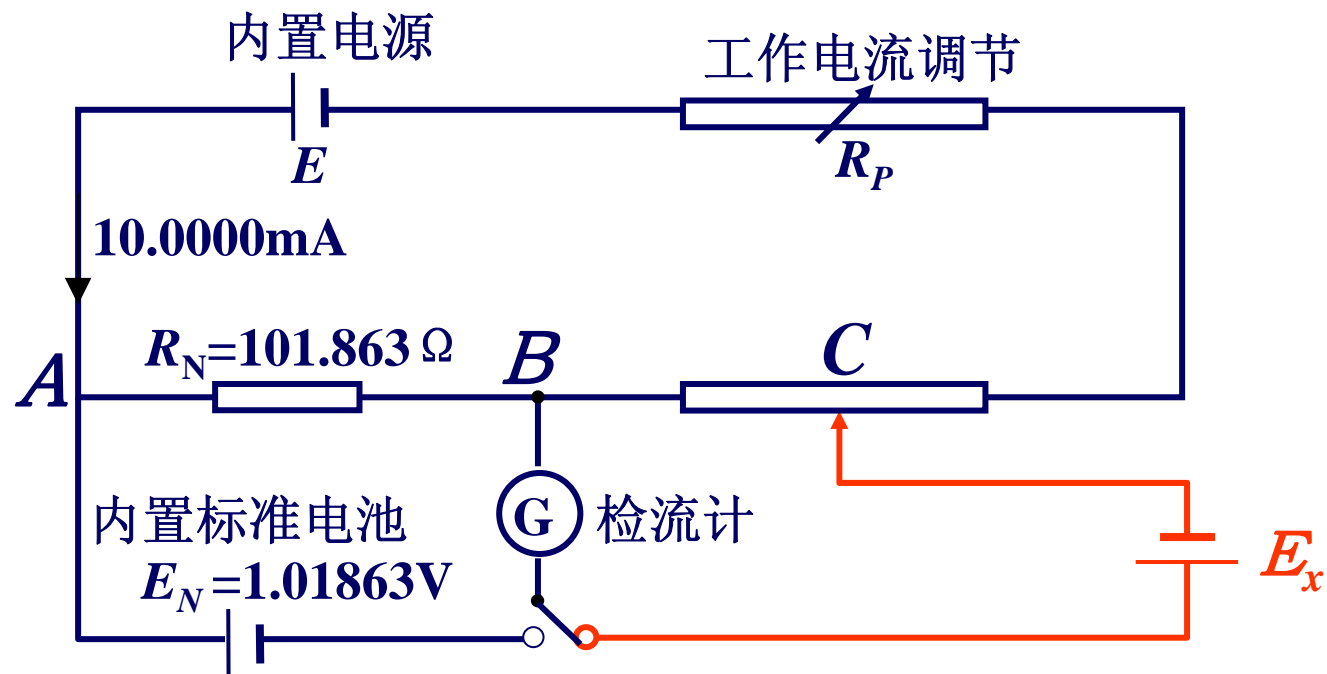 内置电源
工作电流调节
E
R_P
10.0000mA
R_N=101.863Ω
A
B
C
内置标准电池
G
检流计
E_N=1.01863V
E_x